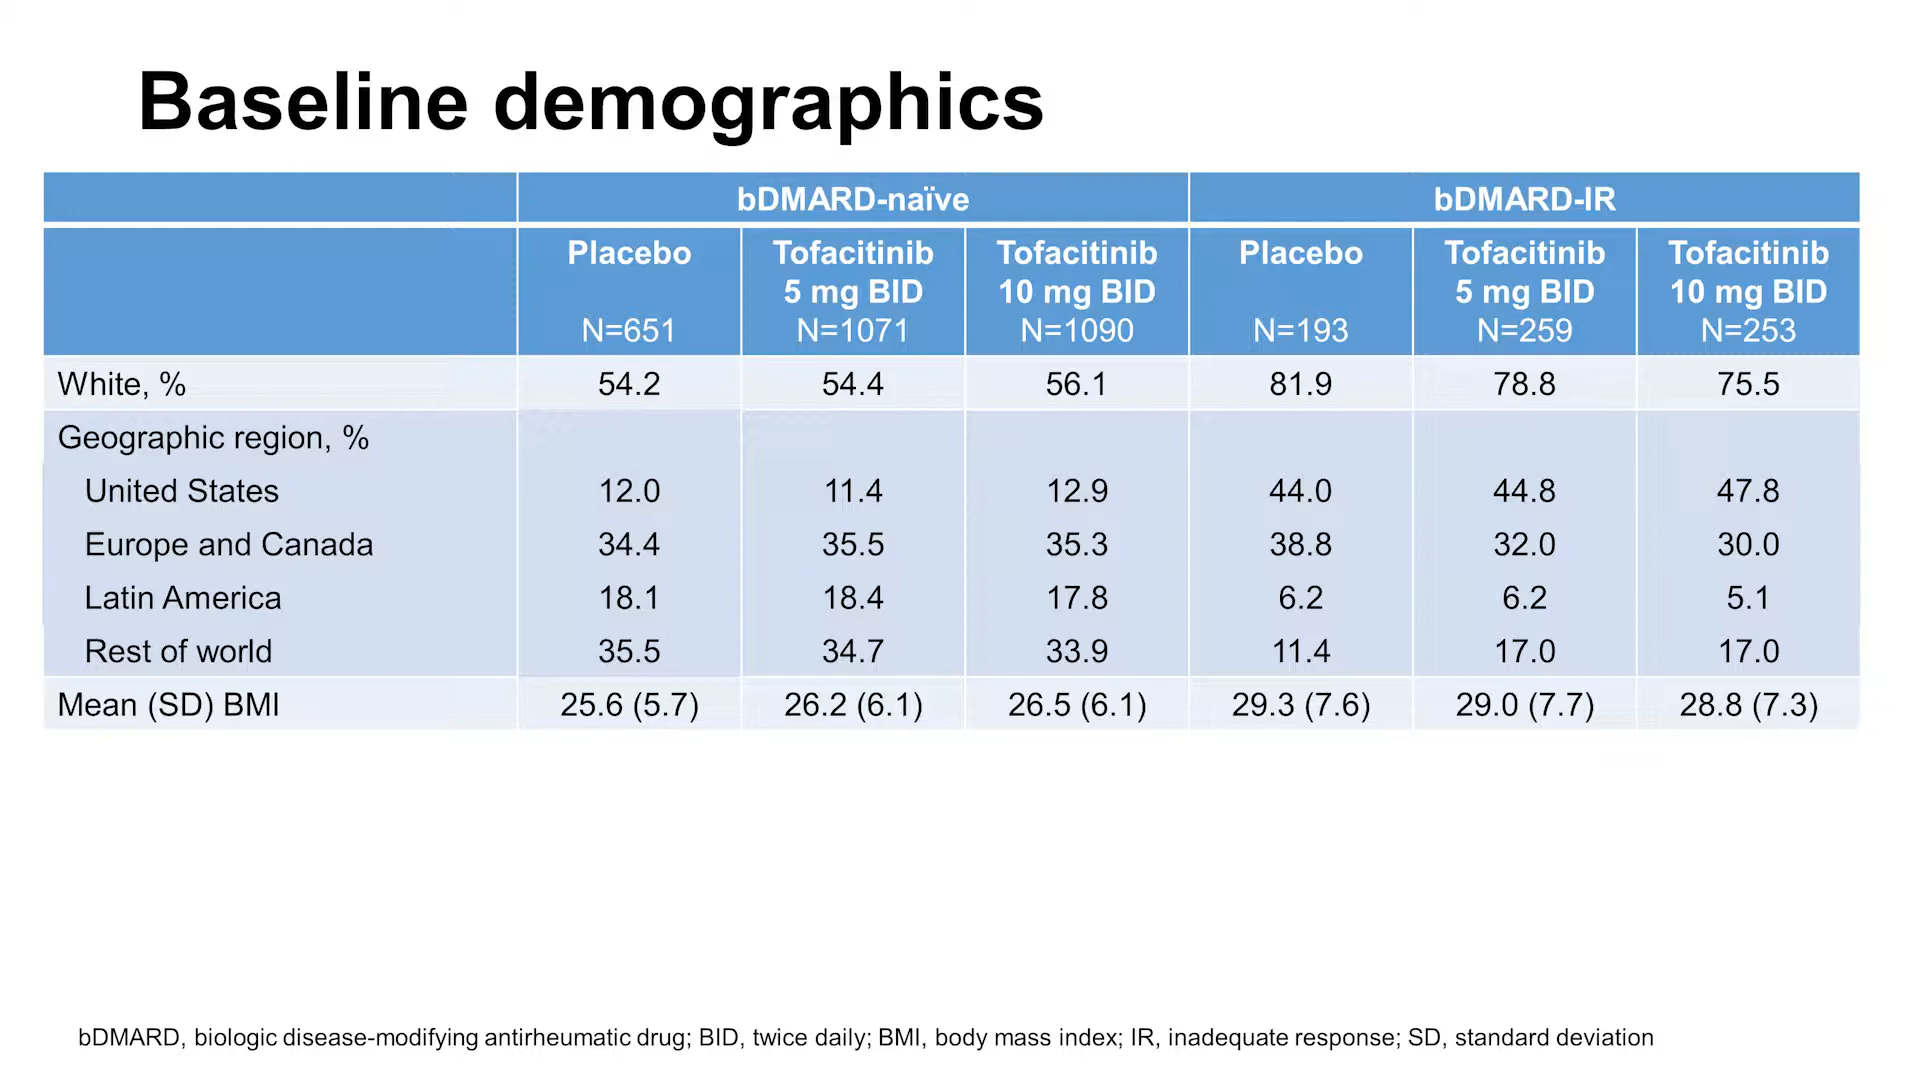 Baseline demographics
bDMARD-naïve bDMARD-IR
Placebo Tofacitinib Tofacitinib Placebo Tofacitinib Tofacitinib
5 mg BID 10 mg BID 5 mg BID 10 mg BID
N=651 N=1071 N=1090 N=193 N=259 N=253
White, % 54.2 54.4 56.1 81.9 78.8 75.5
Geographic region, %
United States 12.0 11.4 12.9 44.0 44.8 47.8
Europe and Canada 34.4 35.5 35.3 38.8 32.0 30.0
Latin America 18.1 18.4 17.8 6.2 6.2 5.1
Rest of world 35.5 34.7 33.9 11.4 17.0 17.0
Mean (SD) BMI 25.6 (5.7) 26.2 (6.1) 26.5 (6.1) 29.3 (7.6) 29.0 (7.7) 28.8 (7.3)
bDMARD, biologic disease-modifying antirheumatic drug; BID, twice daily; BMI, body mass index; IR, inadequate response; SD, standard deviation